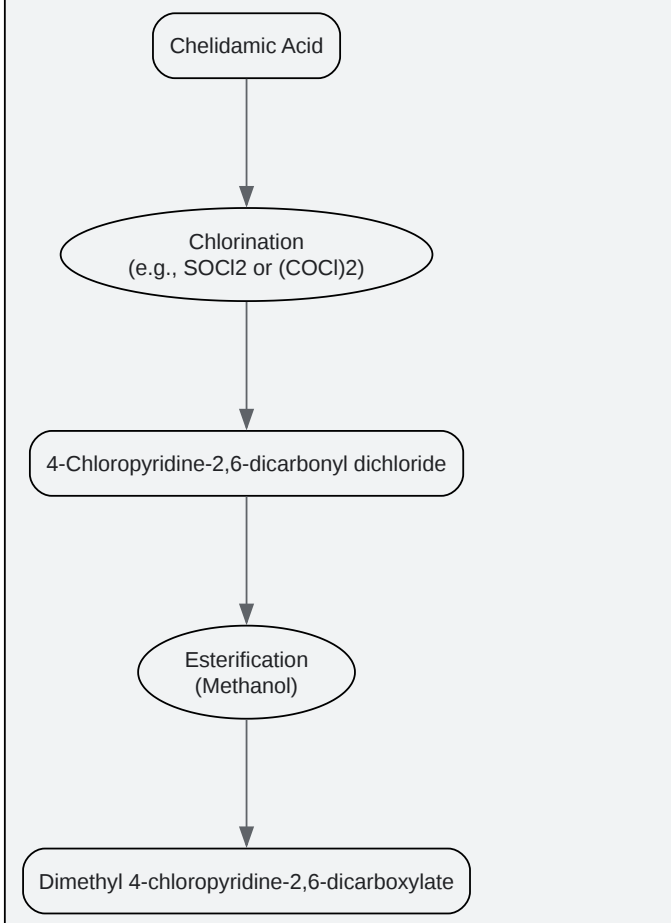 Chelidamic Acid
Chlorination
(e.g., SOCl2 or (COCl)2)
4-Chloropyridine-2,6-dicarbonyl dichloride
Esterification
(Methanol)
Dimethyl 4-chloropyridine-2,6-dicarboxylate